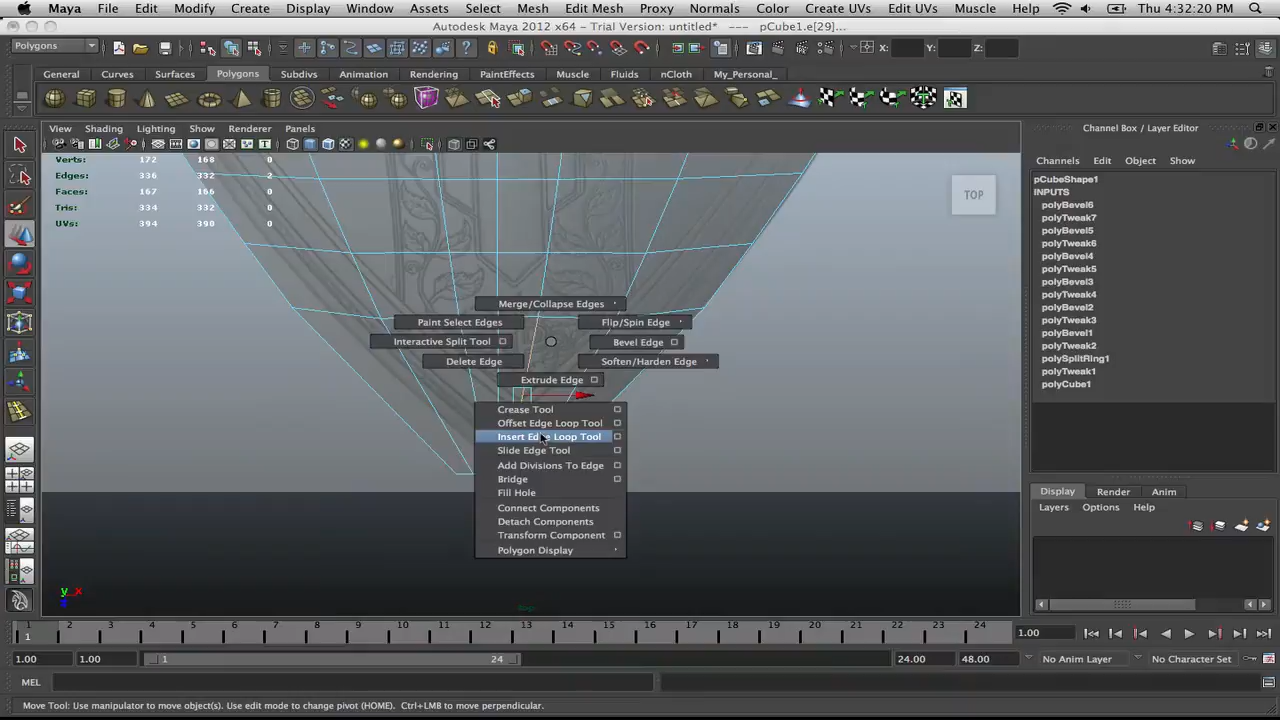 Maya File Edit Modify Create Display Window Assets Select Mesh Edit Mesh Proxy Normals Color Create UVs Edit UVs Muscle Help Thu 4:32:20 PM
Autodesk Maya 2012 x64 - Trial Version: untitled* --- pCube1.e[29]...
Polygons X: Y: Z:
General Curves Surfaces Polygons Subdivs Animation Rendering PaintEffects Muscle Fluids nCloth My_Personal_
View Shading Lighting Show Renderer Panels
Verts: 172 168 0
Edges: 336 332 2
Faces: 167 166 0
Tris: 334 332 0
UVs: 394 390 0
TOP
Merge/Collapse Edges
Paint Select Edges Flip/Spin Edge
Interactive Split Tool Bevel Edge
Delete Edge Soften/Harden Edge
Extrude Edge
Crease Tool
Offset Edge Loop Tool
Insert Edge Loop Tool
Slide Edge Tool
Add Divisions To Edge
Bridge
Fill Hole
Connect Components
Detach Components
Transform Component
Polygon Display
y x
Channel Box / Layer Editor
Channels Edit Object Show
pCubeShape1
INPUTS
polyBevel6
polyTweak7
polyBevel5
polyTweak6
polyBevel4
polyTweak5
polyBevel3
polyTweak4
polyBevel2
polyTweak3
polyBevel1
polyTweak2
polySplitRing1
polyTweak1
polyCube1
Display Render Anim
Layers Options Help
1 2 3 4 5 6 7 8 9 10 11 12 13 14 15 16 17 18 19 20 21 22 23 24
1 1.00
1.00 1.00 1 24 24.00 48.00 No Anim Layer No Character Set
MEL
Move Tool: Use manipulator to move object(s). Use edit mode to change pivot (HOME). Ctrl+LMB to move perpendicular.